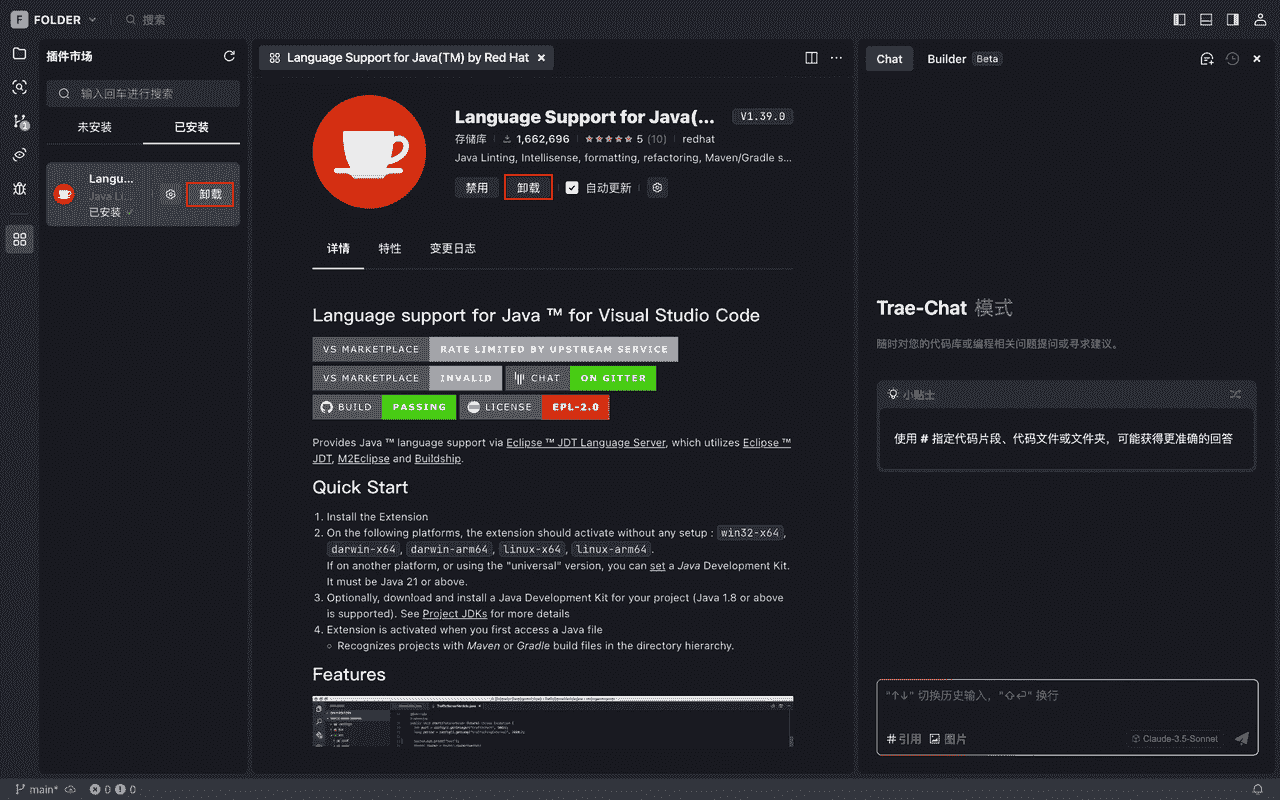 F FOLDER
搜索
插件市场
输入回车进行搜索
未安装
已安装
Langu...
Java Li...
已安装
卸载
Language Support for Java(TM) by Red Hat
Language Support for Java(...
V1.39.0
存储库 1,662,696 5 (10) redhat
Java Linting, Intellisense, formatting, refactoring, Maven/Gradle s...
禁用 卸载 自动更新
详情 特性 变更日志
Language support for Java ™ for Visual Studio Code
VS MARKETPLACE RATE LIMITED BY UPSTREAM SERVICE
VS MARKETPLACE INVALID CHAT ON GITTER
BUILD PASSING LICENSE EPL-2.0
Provides Java ™ language support via Eclipse ™ JDT Language Server, which utilizes Eclipse ™
JDT, M2Eclipse and Buildship.
Quick Start
1. Install the Extension
2. On the following platforms, the extension should activate without any setup : win32-x64,
darwin-x64, darwin-arm64, linux-x64, linux-arm64.
If on another platform, or using the "universal" version, you can set a Java Development Kit.
It must be Java 21 or above.
3. Optionally, download and install a Java Development Kit for your project (Java 1.8 or above
is supported). See Project JDKs for more details
4. Extension is activated when you first access a Java file
Recognizes projects with Maven or Gradle build files in the directory hierarchy.
Features
Chat
Builder Beta
Trae-Chat 模式
随时对您的代码库或编程相关问题提问或寻求建议。
小贴士
使用 # 指定代码片段、代码文件或文件夹，可能获得更准确的回答
"↑↓" 切换历史输入，"⇧⏎" 换行
#引用 图片
Claude-3.5-Sonnet
main* 0 0
1